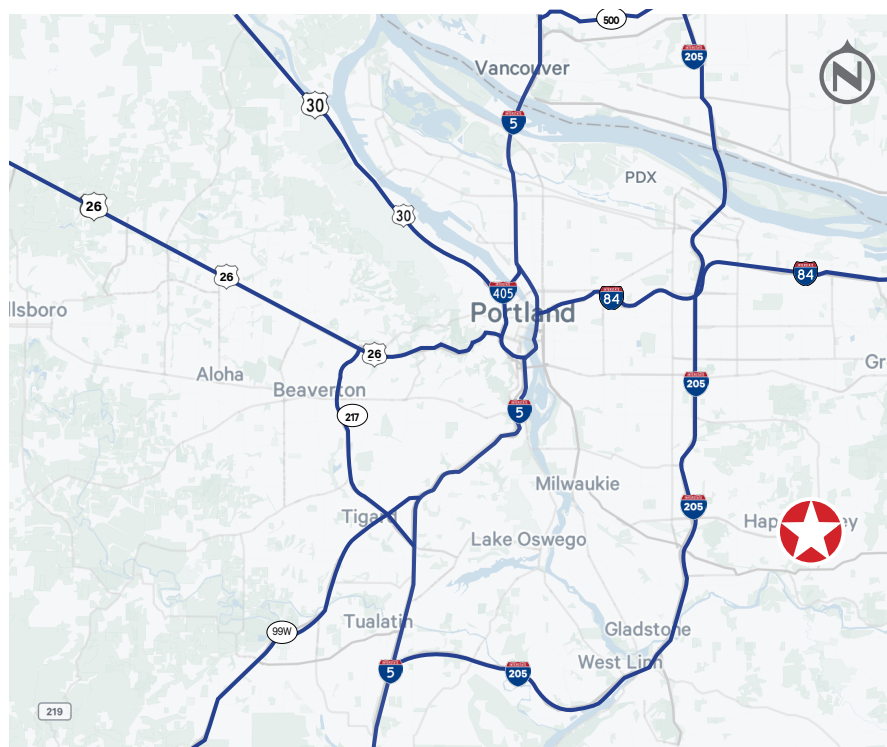 500
205
N
Vancouver
30
5
PDX
26
30
26
84
405
84
llsboro
Portland
26
Gr
Aloha
205
Beaverton
217
5
Milwaukie
205
Tigard
Hap
ey
Lake Oswego
Tualatin
99W
Gladstone
West Linn
5
205
219